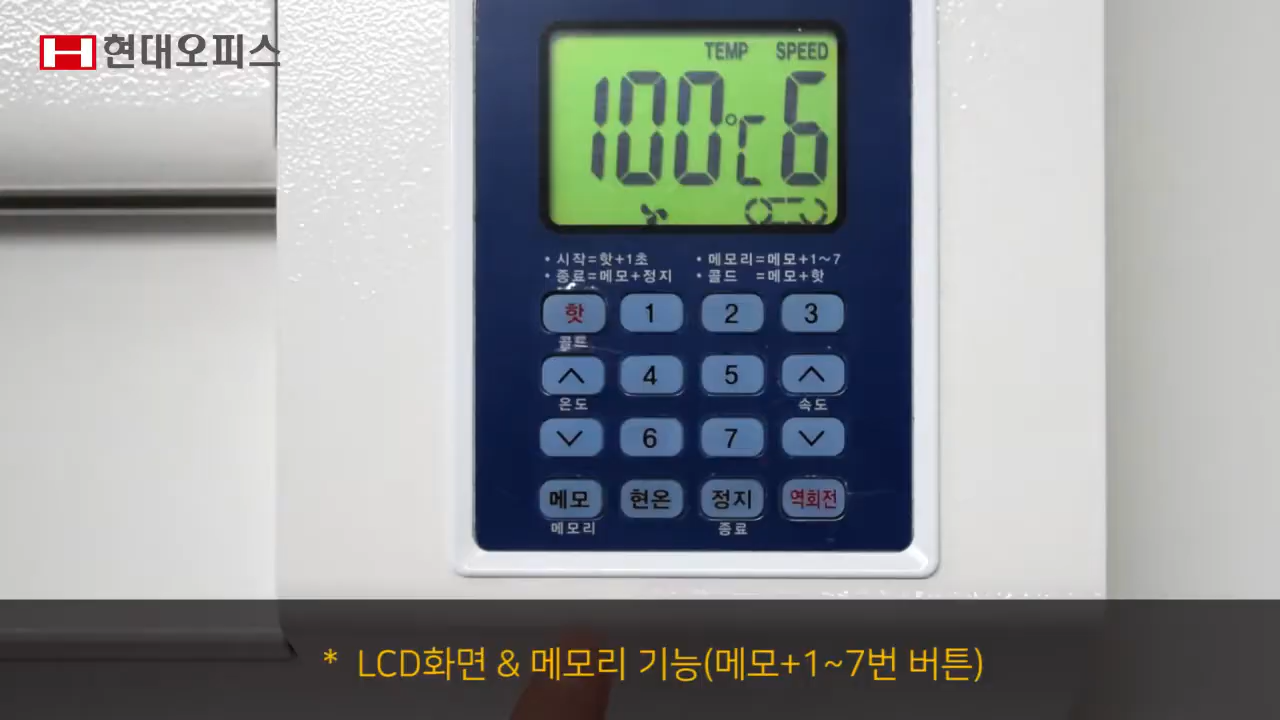 현대오피스
TEMP SPEED
100℃ 6
• 시작=핫+1초 • 메모리=메모+1~7
• 종료=메모+정지 • 콜드 =메모+핫
핫 1 2 3
콜드
4 5
온도 속도
6 7
메모 현온 정지 역회전
메모리 종료
* LCD화면 & 메모리 기능(메모+1~7번 버튼)